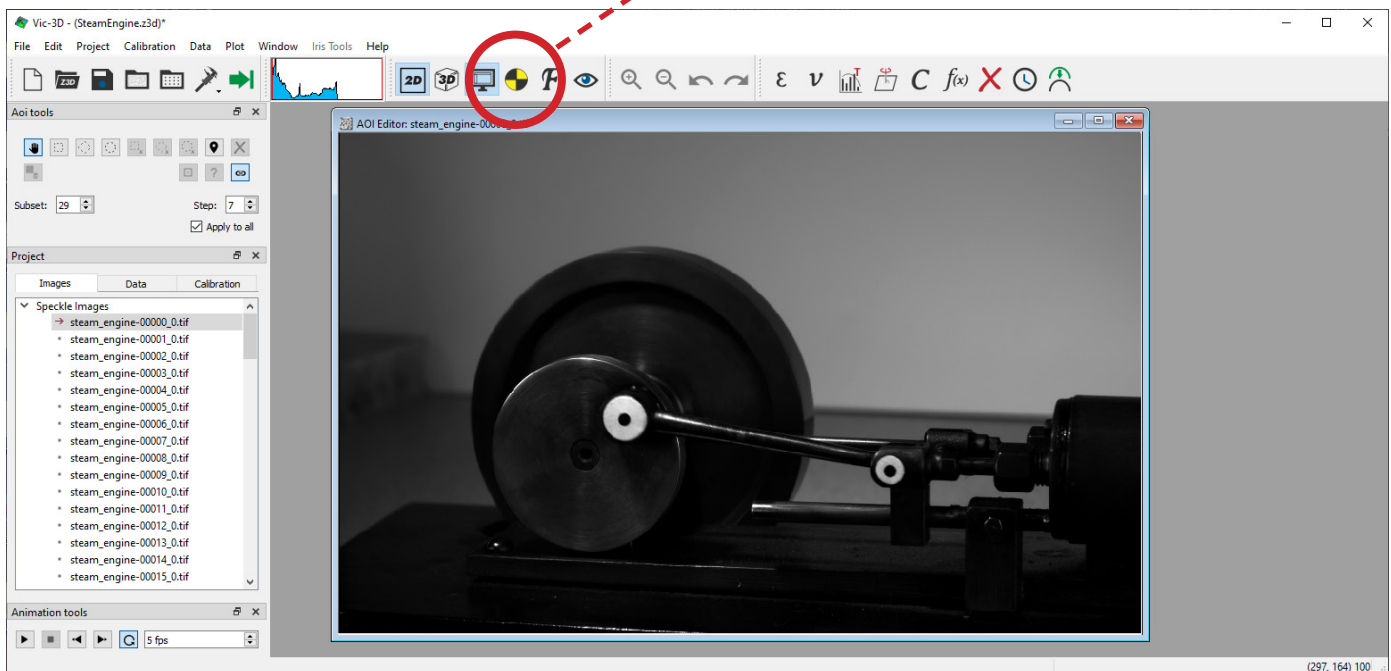 Vic-3D - (SteamEngine.z3d)*
File Edit Project Calibration Data Plot Window Iris Tools Help
Z3D 2D 3D F ε ν T C f(x)
Aoi tools
AOI Editor: steam_engine-00000_0
?
Subset: 29 Step: 7
Apply to all
Project
Images Data Calibration
Speckle Images
steam_engine-00000_0.tif
steam_engine-00001_0.tif
steam_engine-00002_0.tif
steam_engine-00003_0.tif
steam_engine-00004_0.tif
steam_engine-00005_0.tif
steam_engine-00006_0.tif
steam_engine-00007_0.tif
steam_engine-00008_0.tif
steam_engine-00009_0.tif
steam_engine-00010_0.tif
steam_engine-00011_0.tif
steam_engine-00012_0.tif
steam_engine-00013_0.tif
steam_engine-00014_0.tif
steam_engine-00015_0.tif
Animation tools
5 fps
(297, 164) 100